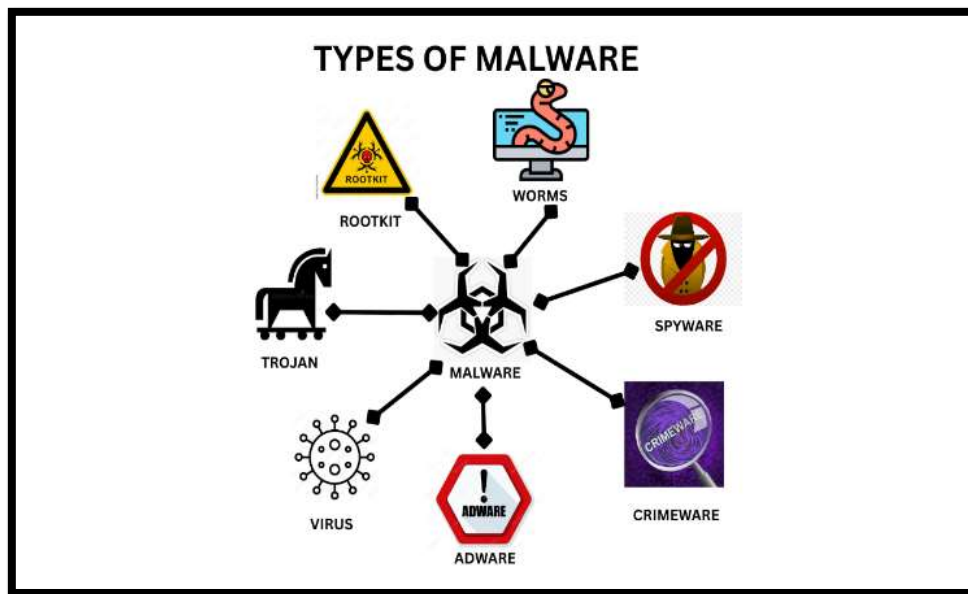 TYPES OF MALWARE
ROOTKIT
ROOTKIT
WORMS
SPYWARE
TROJAN
MALWARE
CRIMEWARE
CRIMEWARE
VIRUS
ADWARE
ADWARE